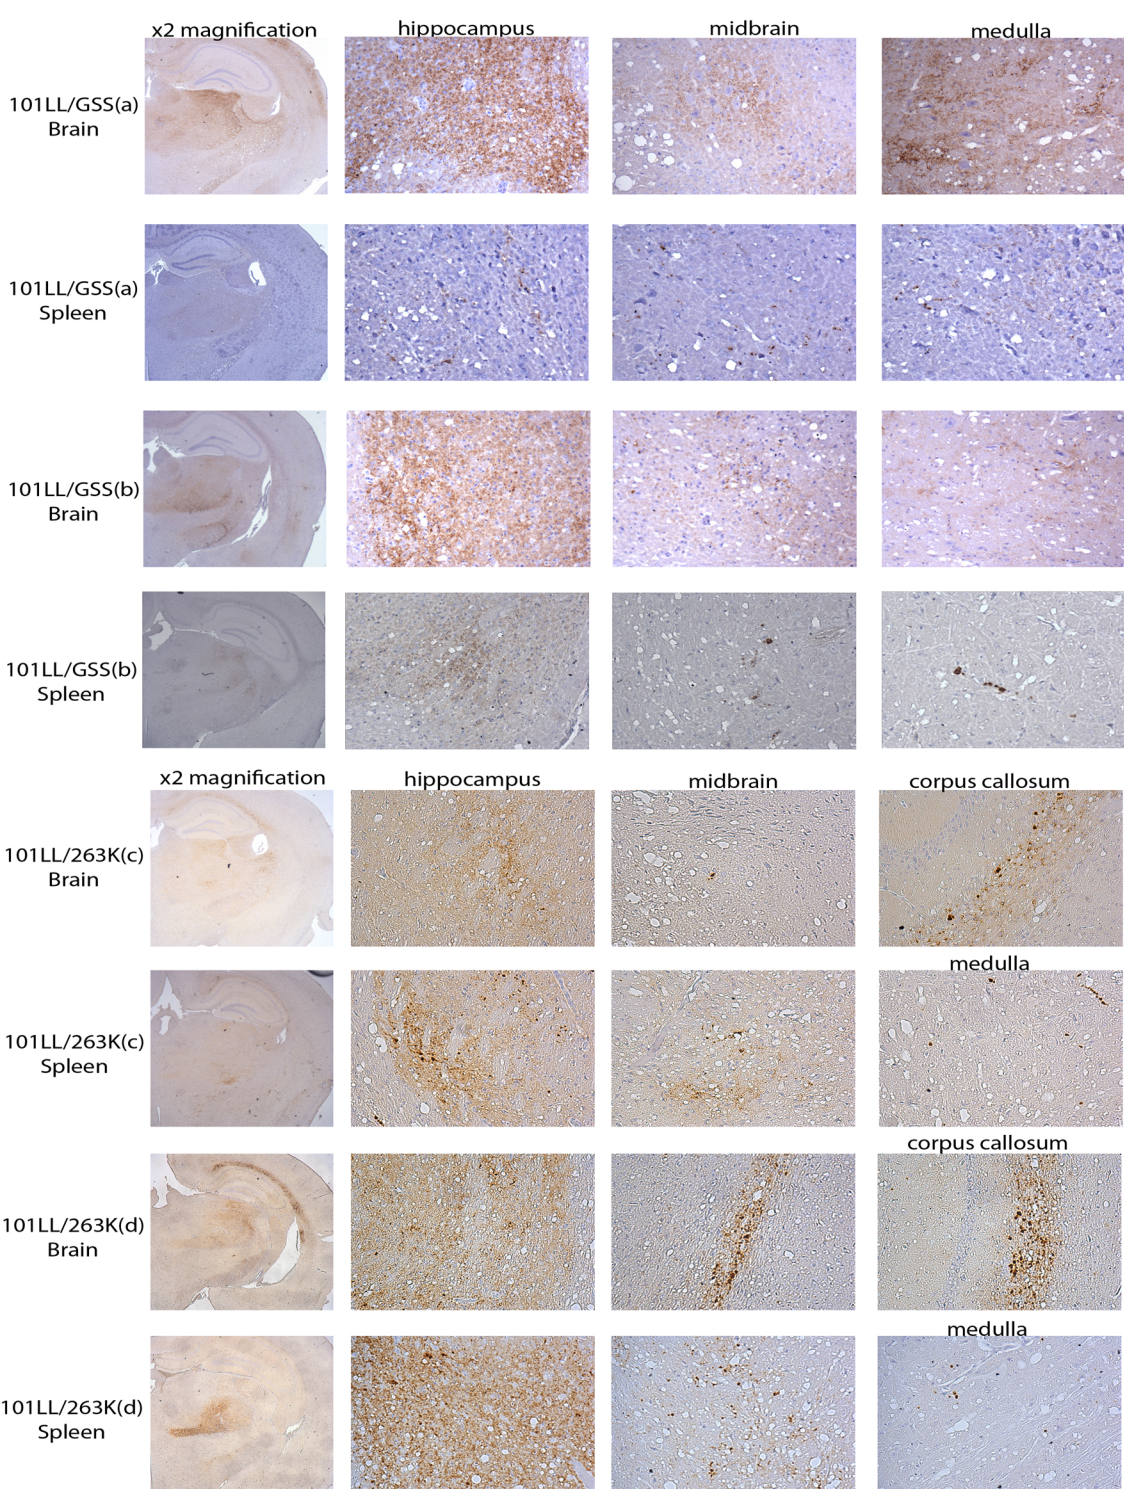 x2 magnification hippocampus midbrain medulla
101LL/GSS(a)
Brain
101LL/GSS(a)
Spleen
101LL/GSS(b)
Brain
101LL/GSS(b)
Spleen
x2 magnification hippocampus midbrain corpus callosum
101LL/263K(c)
Brain
medulla
101LL/263K(c)
Spleen
corpus callosum
101LL/263K(d)
Brain
medulla
101LL/263K(d)
Spleen